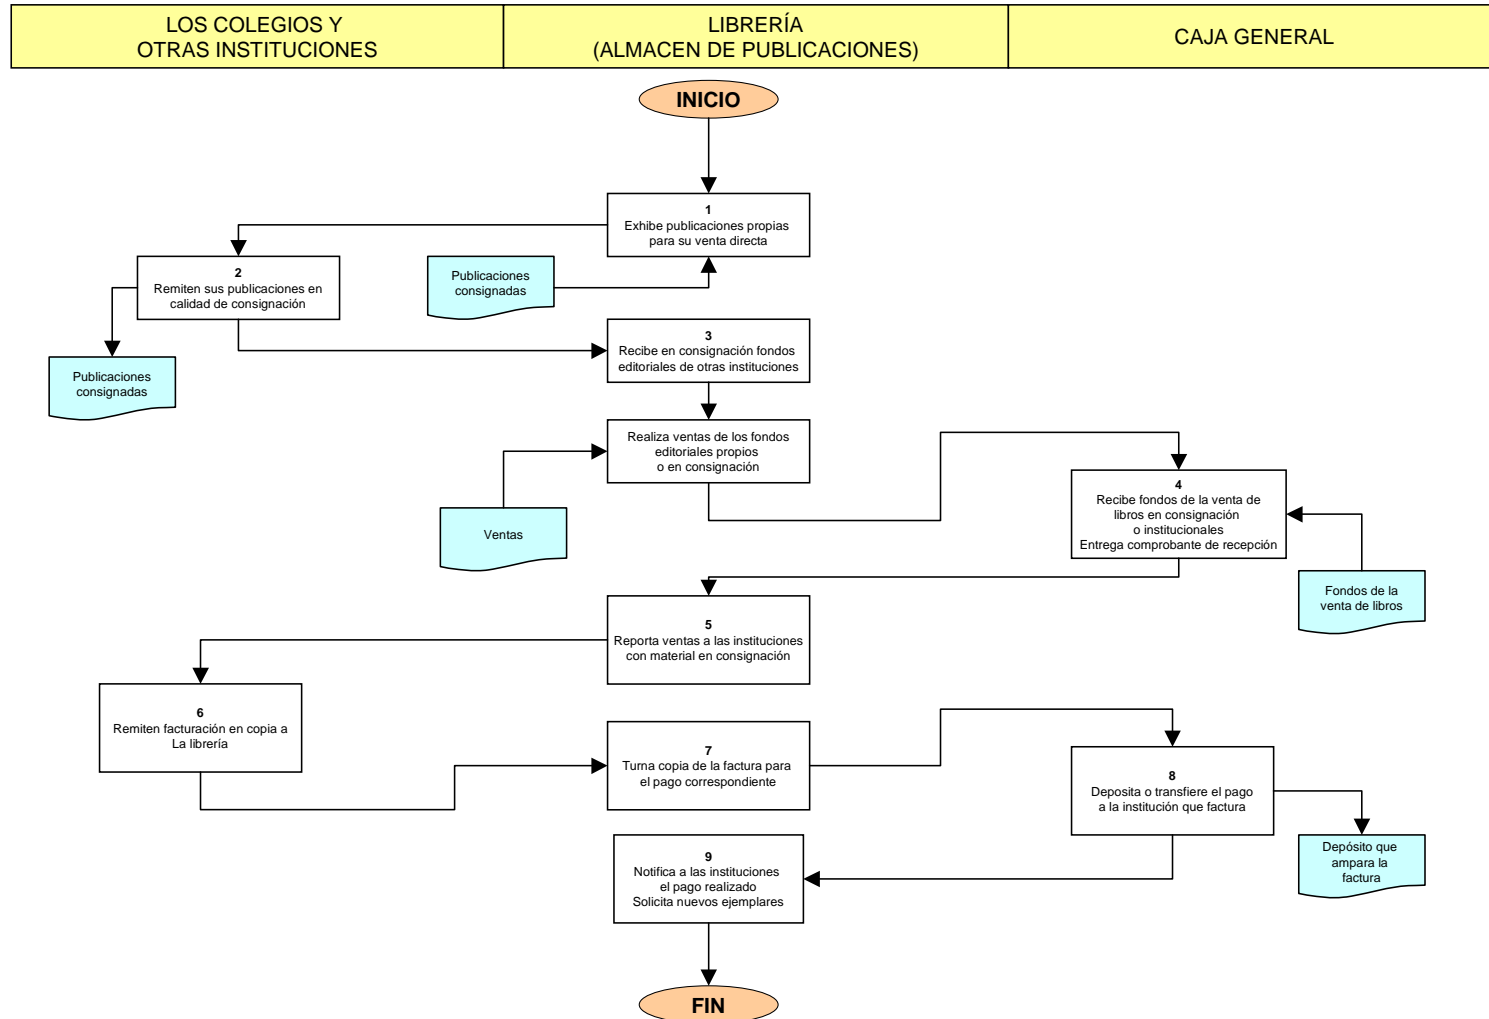 LOS COLEGIOS Y
OTRAS INSTITUCIONES
LIBRERÍA
(ALMACEN DE PUBLICACIONES)
CAJA GENERAL
INICIO
1
Exhibe publicaciones propias
para su venta directa
2
Remiten sus publicaciones en
calidad de consignación
Publicaciones
consignadas
Publicaciones
consignadas
3
Recibe en consignación fondos
editoriales de otras instituciones
Realiza ventas de los fondos
editoriales propios
o en consignación
Ventas
4
Recibe fondos de la venta de
libros en consignación
o institucionales
Entrega comprobante de recepción
Fondos de la
venta de libros
5
Reporta ventas a las instituciones
con material en consignación
6
Remiten facturación en copia a
La librería
7
Turna copia de la factura para
el pago correspondiente
8
Deposita o transfiere el pago
a la institución que factura
Depósito que
ampara la
factura
9
Notifica a las instituciones
el pago realizado
Solicita nuevos ejemplares
FIN